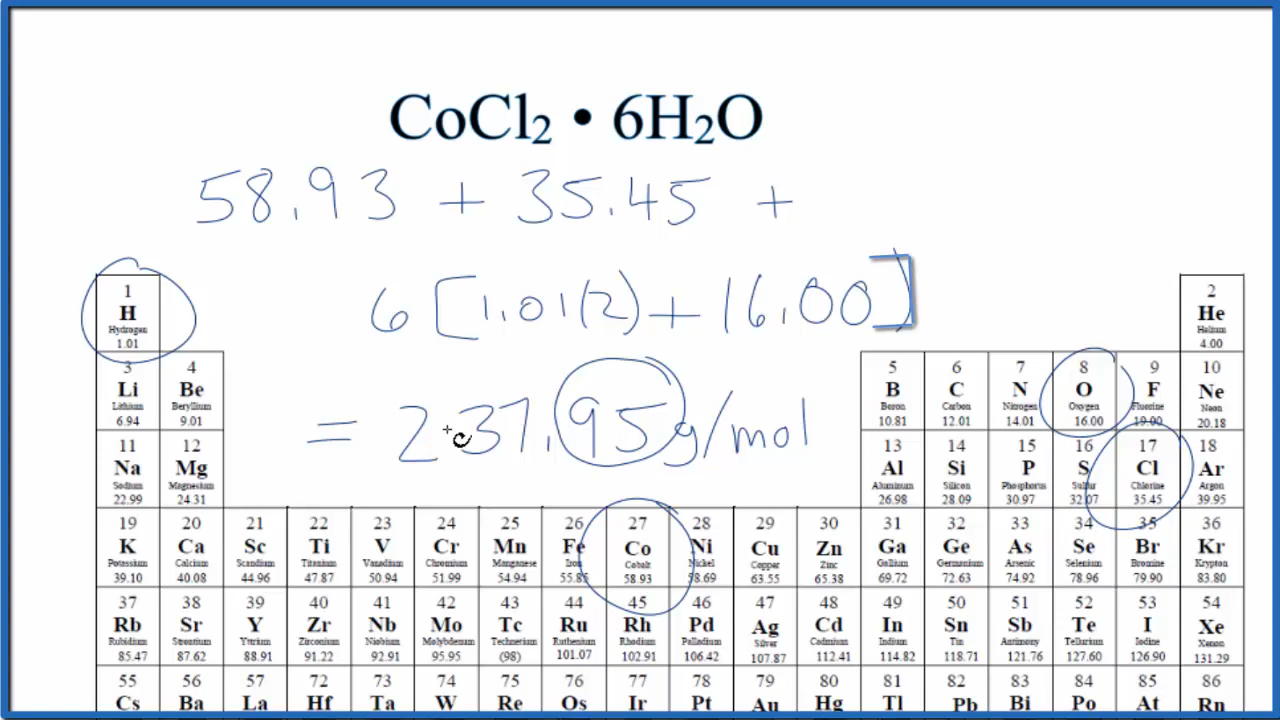 CoCl₂ • 6H₂O
58.93 + 35.45 +
6 [1.01(2) + 16.00]
= 237.95 g/mol
1 2
H He
Hydrogen Helium
1.01 4.00
3 4 5 6 7 8 9 10
Li Be B C N O F Ne
Lithium Beryllium Boron Carbon Nitrogen Oxygen Fluorine Neon
6.94 9.01 10.81 12.01 14.01 16.00 19.00 20.18
11 12 13 14 15 16 17 18
Na Mg Al Si P S Cl Ar
Sodium Magnesium Aluminum Silicon Phosphorus Sulfur Chlorine Argon
22.99 24.31 26.98 28.09 30.97 32.07 35.45 39.95
19 20 21 22 23 24 25 26 27 28 29 30 31 32 33 34 35 36
K Ca Sc Ti V Cr Mn Fe Co Ni Cu Zn Ga Ge As Se Br Kr
Potassium Calcium Scandium Titanium Vanadium Chromium Manganese Iron Cobalt Nickel Copper Zinc Gallium Germanium Arsenic Selenium Bromine Krypton
39.10 40.08 44.96 47.87 50.94 51.99 54.94 55.85 58.93 58.69 63.55 65.38 69.72 72.63 74.92 78.96 79.90 83.80
37 38 39 40 41 42 43 44 45 46 47 48 49 50 51 52 53 54
Rb Sr Y Zr Nb Mo Tc Ru Rh Pd Ag Cd In Sn Sb Te I Xe
Rubidium Strontium Yttrium Zirconium Niobium Molybdenum Technetium Ruthenium Rhodium Palladium Silver Cadmium Indium Tin Antimony Tellurium Iodine Xenon
85.47 87.62 88.91 91.22 92.91 95.95 (98) 101.07 102.91 106.42 107.87 112.41 114.82 118.71 121.76 127.60 126.90 131.29
55 56 57 72 73 74 75 76 77 78 79 80 81 82 83 84 85 86
Cs Ba La Hf Ta W Re Os Ir Pt Au Hg Tl Pb Bi Po At Rn